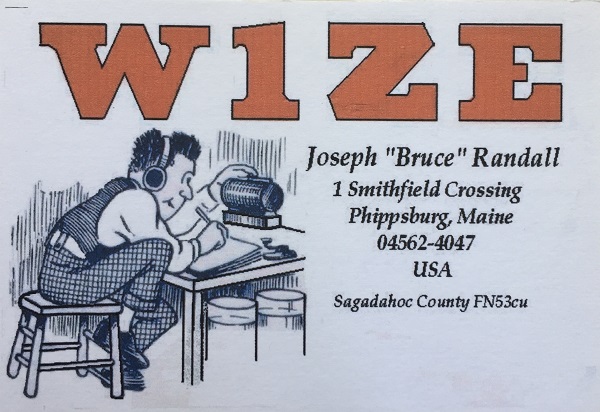 W1ZE
Joseph "Bruce" Randall
1 Smithfield Crossing
Phippsburg, Maine
04562-4047
USA
Sagadahoc County FN53cu